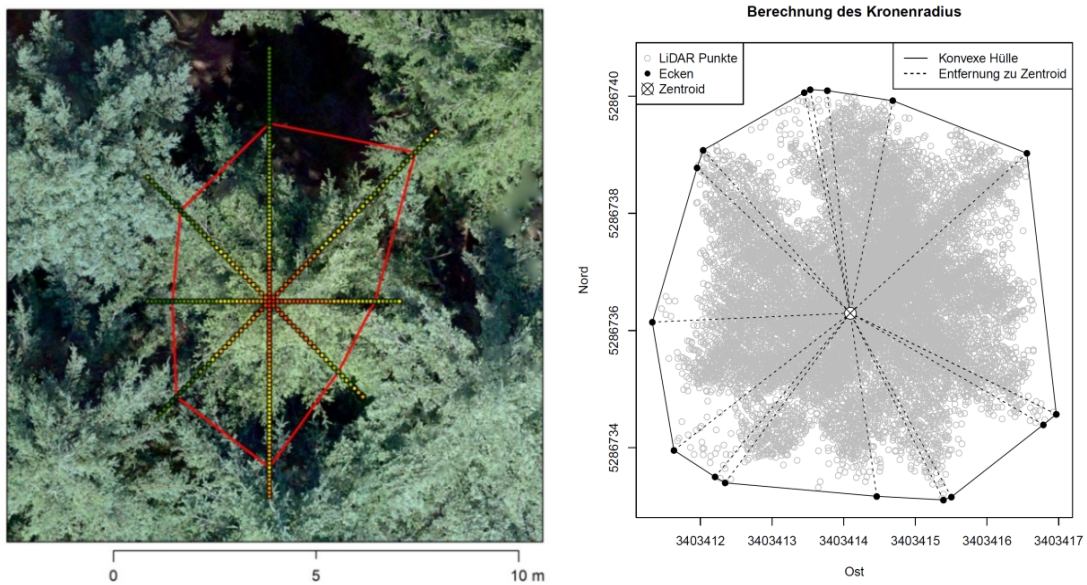 0 5 10 m
Berechnung des Kronenradius
LiDAR Punkte
Ecken
Zentroid
Konvexe Hülle
Entfernung zu Zentroid
5286740
5286738
5286736
5286734
Nord
3403412 3403413 3403414 3403415 3403416 3403417
Ost